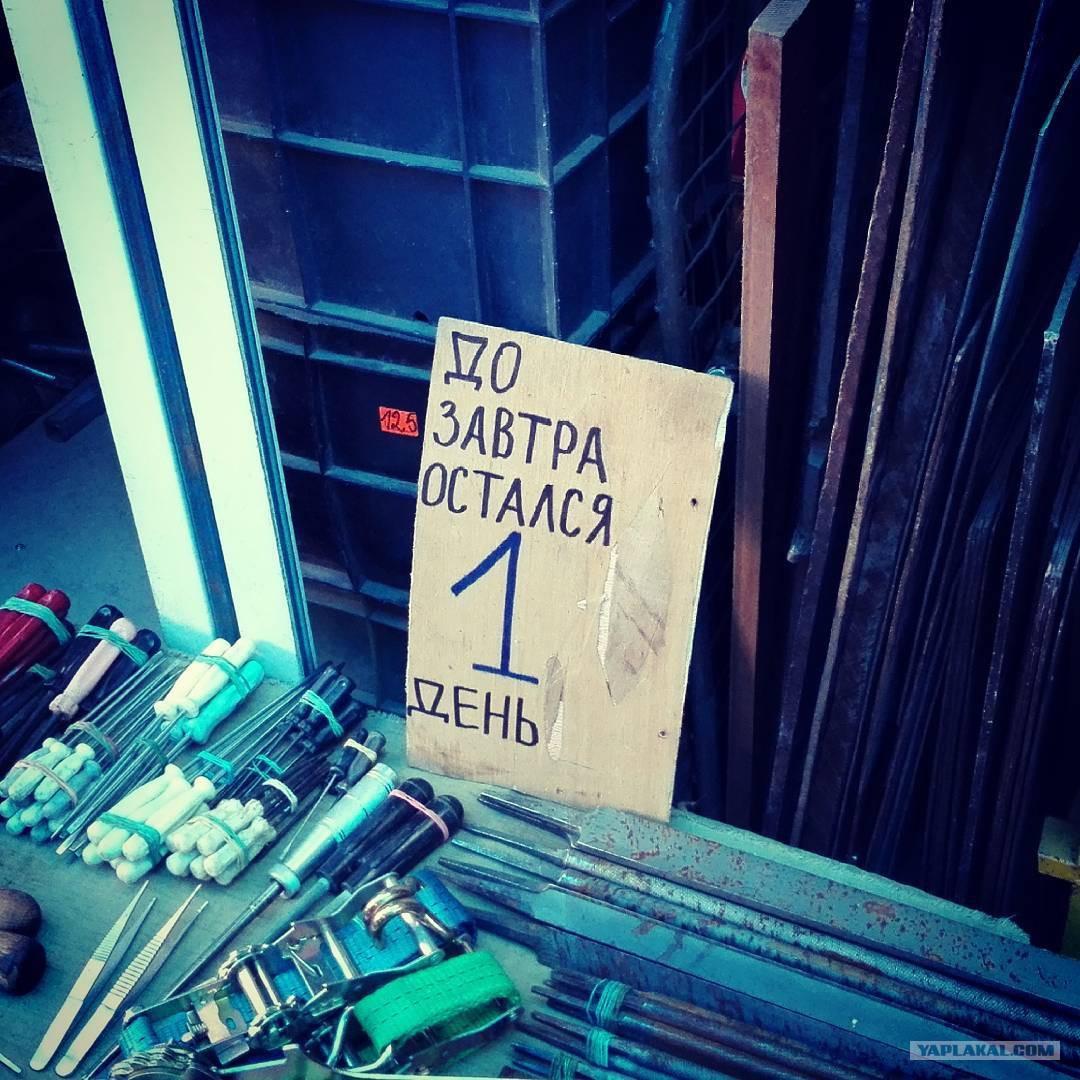 ДО
ЗАВТРА
ОСТАЛСЯ
1
ДЕНЬ
12.5
YAPLAKAL.COM